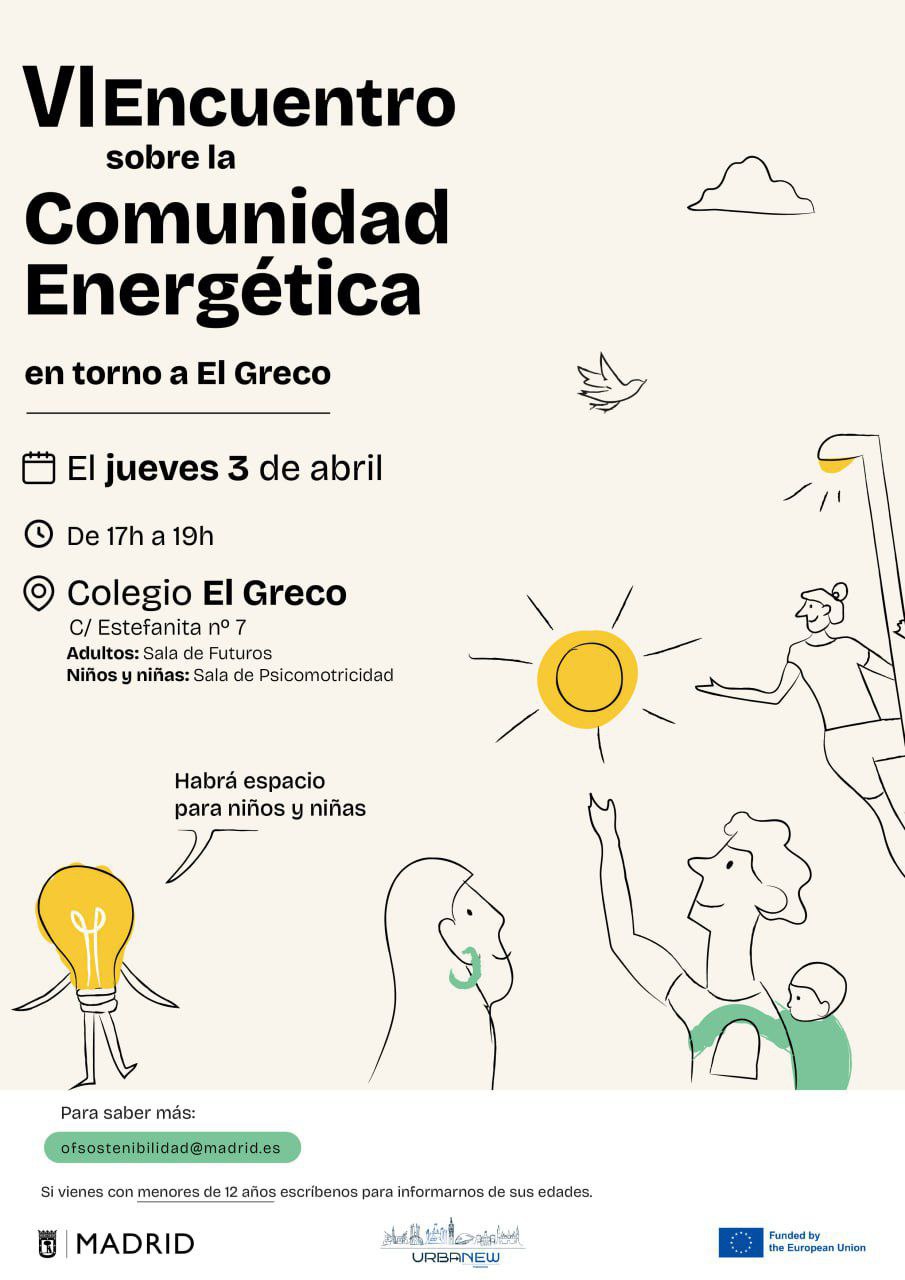 VI Encuentro
sobre la
Comunidad
Energética
en torno a El Greco
El jueves 3 de abril
De 17h a 19h
Colegio El Greco
C/ Estefanita nº 7
Adultos: Sala de Futuros
Niños y niñas: Sala de Psicomotricidad
Habrá espacio
para niños y niñas
Para saber más:
ofsostenibilidad@madrid.es
Si vienes con menores de 12 años escríbenos para informarnos de sus edades.
MADRID
URBANEW
Funded by
the European Union